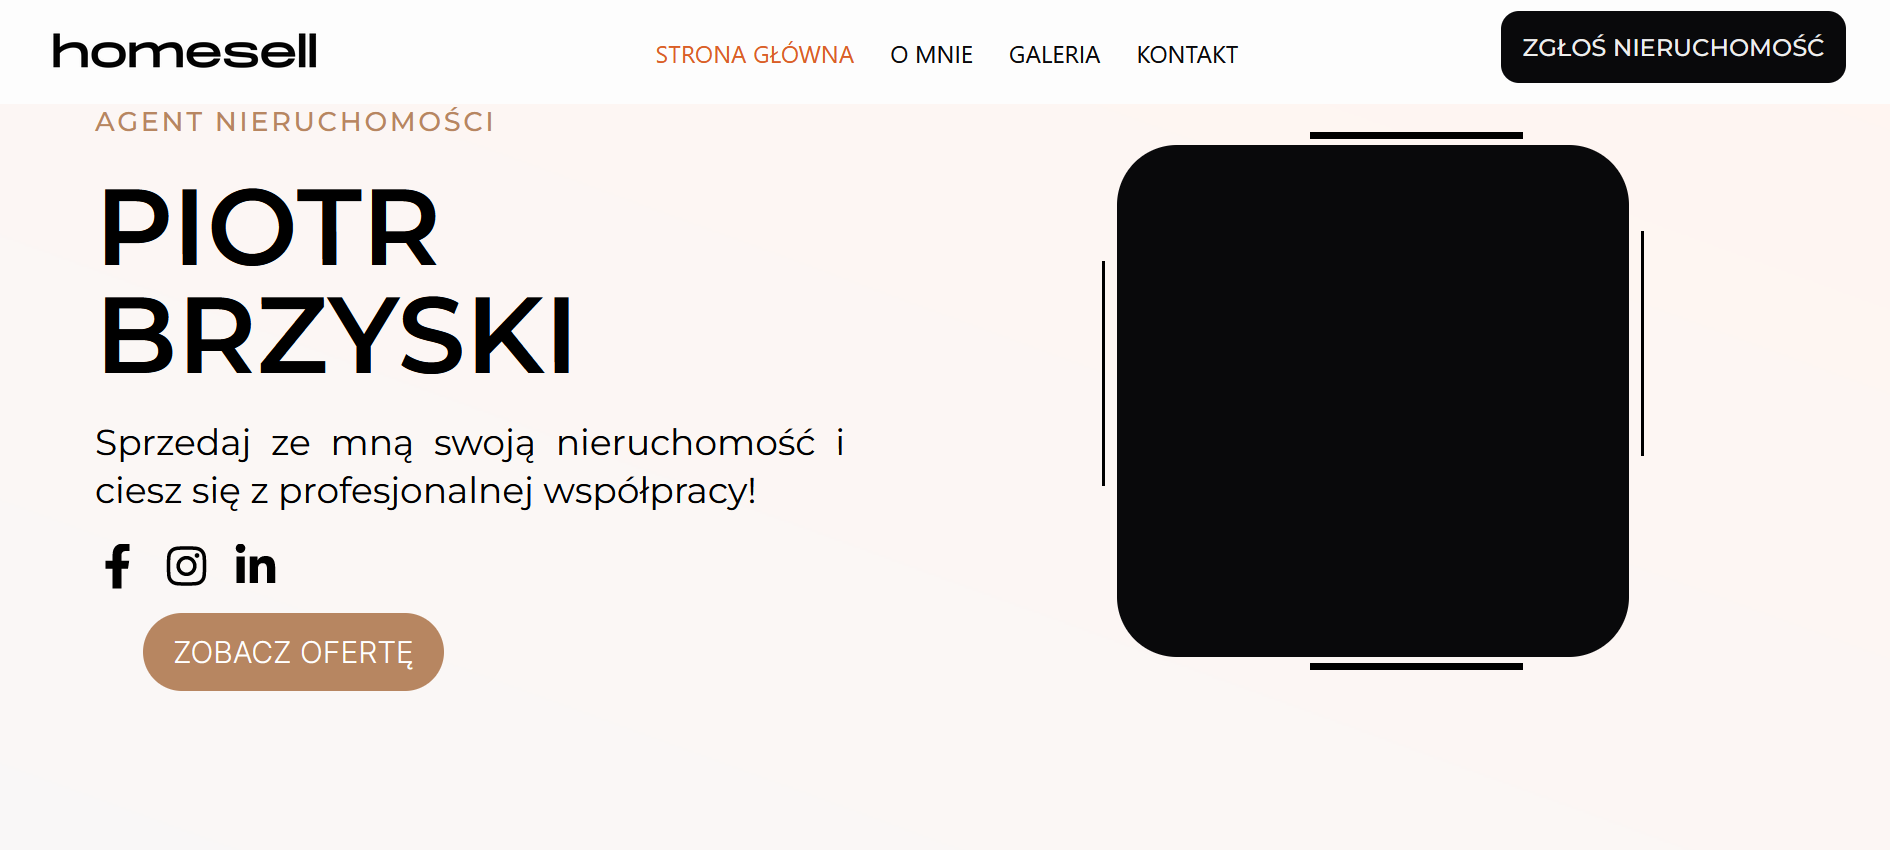 homesell
STRONA GŁÓWNA
O MNIE
GALERIA
KONTAKT
ZGŁOŚ NIERUCHOMOŚĆ
AGENT NIERUCHOMOŚCI
PIOTR
BRZYSKI
Sprzedaj ze mną swoją nieruchomość i
ciesz się z profesjonalnej współpracy!
ZOBACZ OFERTĘ